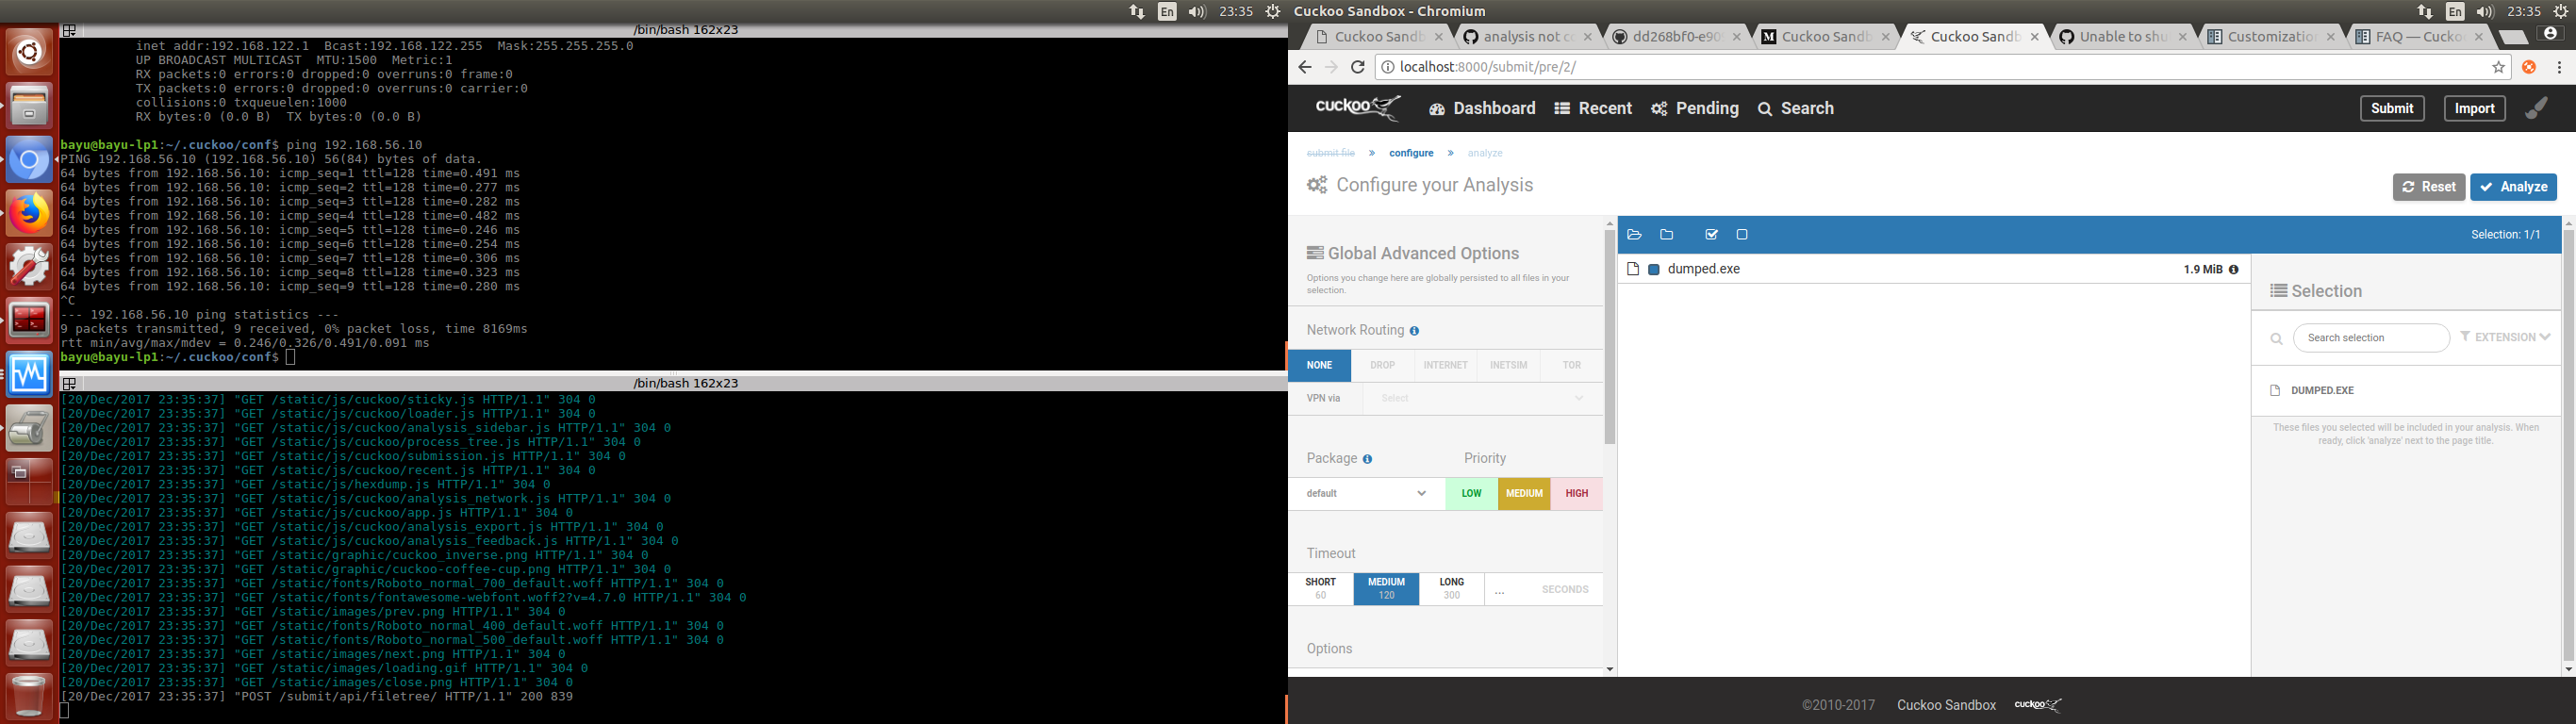 En 23:35
/bin/bash 162x23
inet addr:192.168.122.1  Bcast:192.168.122.255  Mask:255.255.255.0
UP BROADCAST MULTICAST  MTU:1500  Metric:1
RX packets:0 errors:0 dropped:0 overruns:0 frame:0
TX packets:0 errors:0 dropped:0 overruns:0 carrier:0
collisions:0 txqueuelen:1000
RX bytes:0 (0.0 B)  TX bytes:0 (0.0 B)
bayu@bayu-lp1:~/.cuckoo/conf$ ping 192.168.56.10
PING 192.168.56.10 (192.168.56.10) 56(84) bytes of data.
64 bytes from 192.168.56.10: icmp_seq=1 ttl=128 time=0.491 ms
64 bytes from 192.168.56.10: icmp_seq=2 ttl=128 time=0.277 ms
64 bytes from 192.168.56.10: icmp_seq=3 ttl=128 time=0.282 ms
64 bytes from 192.168.56.10: icmp_seq=4 ttl=128 time=0.482 ms
64 bytes from 192.168.56.10: icmp_seq=5 ttl=128 time=0.246 ms
64 bytes from 192.168.56.10: icmp_seq=6 ttl=128 time=0.254 ms
64 bytes from 192.168.56.10: icmp_seq=7 ttl=128 time=0.306 ms
64 bytes from 192.168.56.10: icmp_seq=8 ttl=128 time=0.323 ms
64 bytes from 192.168.56.10: icmp_seq=9 ttl=128 time=0.280 ms
^C
--- 192.168.56.10 ping statistics ---
9 packets transmitted, 9 received, 0% packet loss, time 8169ms
rtt min/avg/max/mdev = 0.246/0.326/0.491/0.091 ms
bayu@bayu-lp1:~/.cuckoo/conf$
/bin/bash 162x23
[20/Dec/2017 23:35:37] "GET /static/js/cuckoo/sticky.js HTTP/1.1" 304 0
[20/Dec/2017 23:35:37] "GET /static/js/cuckoo/loader.js HTTP/1.1" 304 0
[20/Dec/2017 23:35:37] "GET /static/js/cuckoo/analysis_sidebar.js HTTP/1.1" 304 0
[20/Dec/2017 23:35:37] "GET /static/js/cuckoo/process_tree.js HTTP/1.1" 304 0
[20/Dec/2017 23:35:37] "GET /static/js/cuckoo/submission.js HTTP/1.1" 304 0
[20/Dec/2017 23:35:37] "GET /static/js/cuckoo/recent.js HTTP/1.1" 304 0
[20/Dec/2017 23:35:37] "GET /static/js/hexdump.js HTTP/1.1" 304 0
[20/Dec/2017 23:35:37] "GET /static/js/cuckoo/analysis_network.js HTTP/1.1" 304 0
[20/Dec/2017 23:35:37] "GET /static/js/cuckoo/app.js HTTP/1.1" 304 0
[20/Dec/2017 23:35:37] "GET /static/js/cuckoo/analysis_export.js HTTP/1.1" 304 0
[20/Dec/2017 23:35:37] "GET /static/js/cuckoo/analysis_feedback.js HTTP/1.1" 304 0
[20/Dec/2017 23:35:37] "GET /static/graphic/cuckoo_inverse.png HTTP/1.1" 304 0
[20/Dec/2017 23:35:37] "GET /static/graphic/cuckoo-coffee-cup.png HTTP/1.1" 304 0
[20/Dec/2017 23:35:37] "GET /static/fonts/Roboto_normal_700_default.woff HTTP/1.1" 304 0
[20/Dec/2017 23:35:37] "GET /static/fonts/fontawesome-webfont.woff2?v=4.7.0 HTTP/1.1" 304 0
[20/Dec/2017 23:35:37] "GET /static/images/prev.png HTTP/1.1" 304 0
[20/Dec/2017 23:35:37] "GET /static/fonts/Roboto_normal_400_default.woff HTTP/1.1" 304 0
[20/Dec/2017 23:35:37] "GET /static/fonts/Roboto_normal_500_default.woff HTTP/1.1" 304 0
[20/Dec/2017 23:35:37] "GET /static/images/next.png HTTP/1.1" 304 0
[20/Dec/2017 23:35:37] "GET /static/images/loading.gif HTTP/1.1" 304 0
[20/Dec/2017 23:35:37] "GET /static/images/close.png HTTP/1.1" 304 0
[20/Dec/2017 23:35:37] "POST /submit/api/filetree/ HTTP/1.1" 200 839
Cuckoo Sandbox - Chromium En 23:35
Cuckoo Sandb analysis not c dd268bf0-e90 Cuckoo Sandb Cuckoo Sandb Unable to shu Customizatio FAQ — Cucko
localhost:8000/submit/pre/2/
cuckoo Dashboard Recent Pending Search Submit Import
submit file » configure » analyze
Configure your Analysis Reset Analyze
Global Advanced Options
Options you change here are globally persisted to all files in your
selection.
Network Routing
NONE DROP INTERNET INETSIM TOR
VPN via Select
Package Priority
default LOW MEDIUM HIGH
Timeout
SHORT MEDIUM LONG
60 120 300 ... SECONDS
Options
Selection: 1/1
dumped.exe 1.9 MiB
Selection
Search selection EXTENSION
DUMPED.EXE
These files you selected will be included in your analysis. When
ready, click 'analyze' next to the page title.
©2010-2017 Cuckoo Sandbox cuckoo